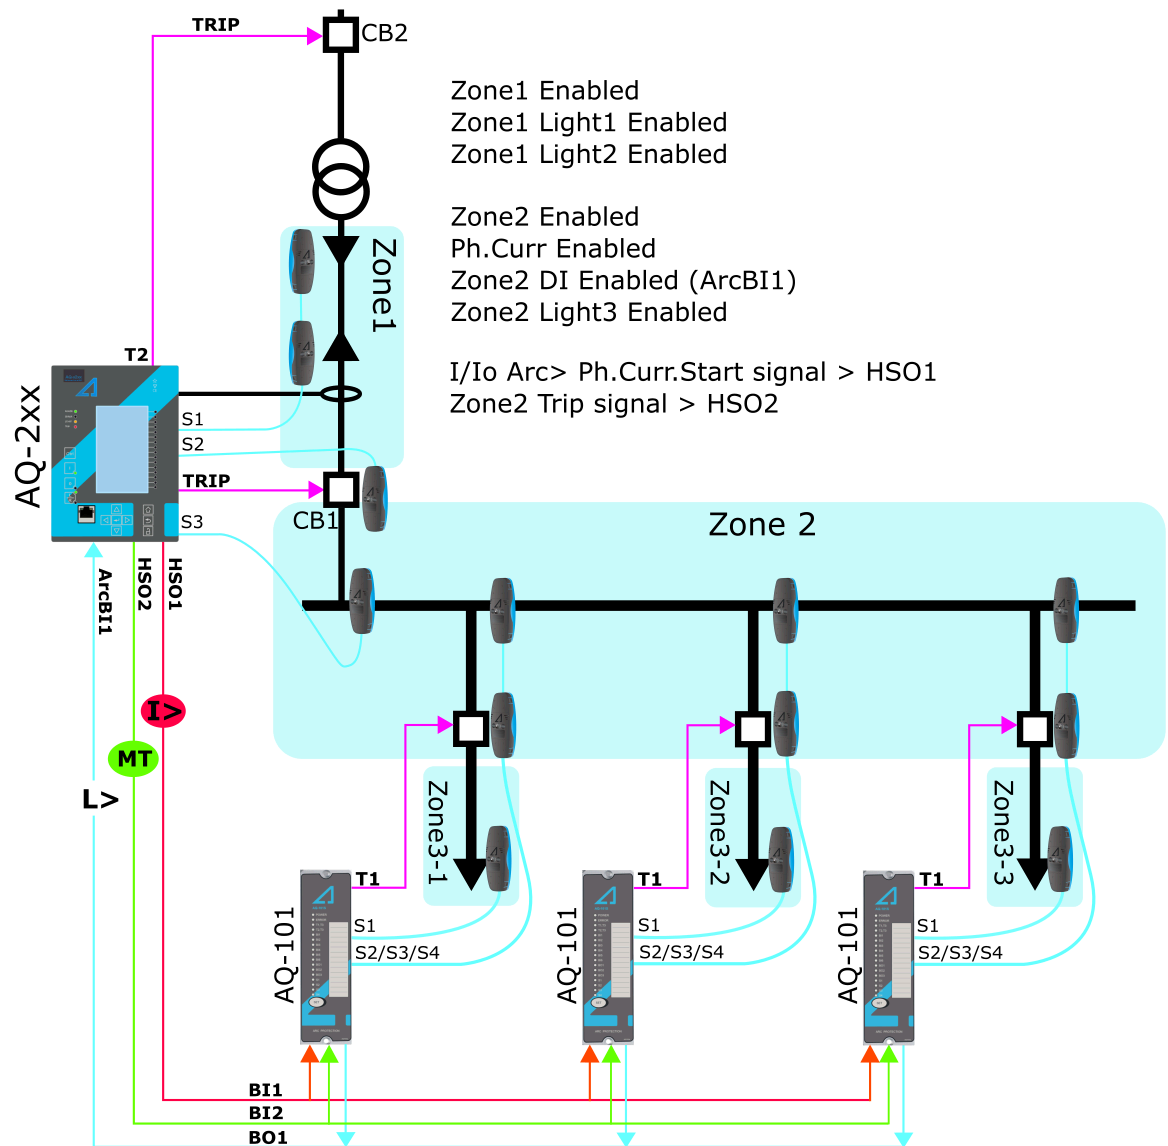 TRIP
CB2
Zone1 Enabled
Zone1 Light1 Enabled
Zone1 Light2 Enabled
Zone2 Enabled
Ph.Curr Enabled
Zone2 DI Enabled (ArcBI1)
Zone2 Light3 Enabled
I/Io Arc> Ph.Curr.Start signal > HSO1
Zone2 Trip signal > HSO2
Zone1
T2
AQ-2xx
S1
S2
TRIP
CB1
S3
Zone 2
ArcBI1
HSO2
HSO1
I>
MT
L>
Zone3-1
Zone3-2
Zone3-3
T1
T1
T1
AQ-101
S1
S2/S3/S4
AQ-101
S1
S2/S3/S4
AQ-101
S1
S2/S3/S4
BI1
BI2
BO1